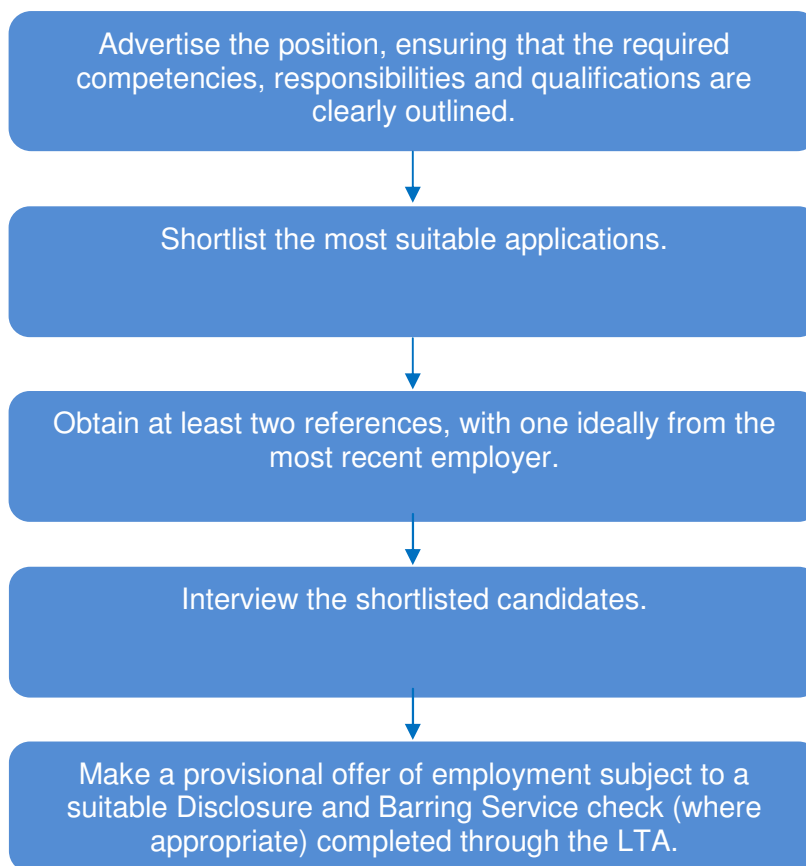 Advertise the position, ensuring that the required
competencies, responsibilities and qualifications are
clearly outlined.
Shortlist the most suitable applications.
Obtain at least two references, with one ideally from the
most recent employer.
Interview the shortlisted candidates.
Make a provisional offer of employment subject to a
suitable Disclosure and Barring Service check (where
appropriate) completed through the LTA.